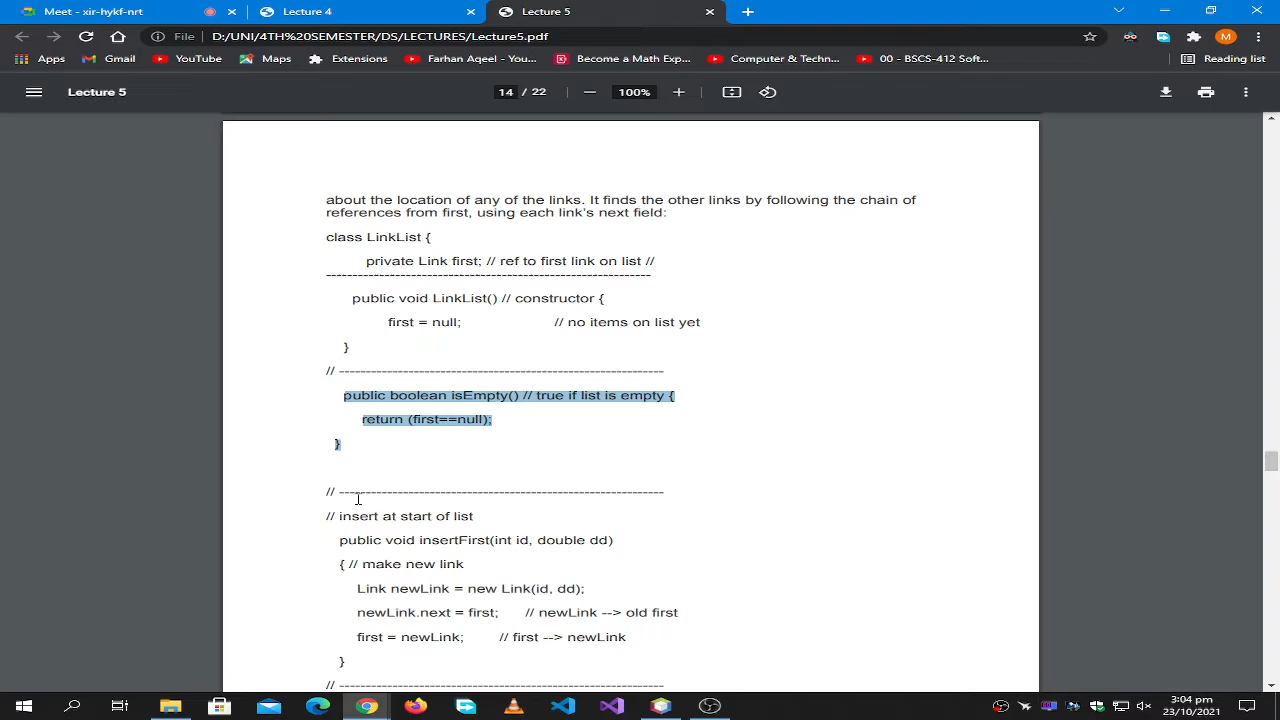 Meet - xir-hykf-nrt
Lecture 4
Lecture 5
File
D:/UNI/4TH%20SEMESTER/DS/LECTURES/Lecture5.pdf
Apps
Gmail
YouTube
Maps
Extensions
Farhan Aqeel - You...
Become a Math Exp...
Computer & Techn...
00 - BSCS-412 Soft...
Reading list
Lecture 5
14 / 22
100%
about the location of any of the links. It finds the other links by following the chain of
references from first, using each link's next field:
class LinkList {
private Link first; // ref to first link on list //
--------------------------------------------------------------
public void LinkList() // constructor {
first = null; // no items on list yet
}
// --------------------------------------------------------------
public boolean isEmpty() // true if list is empty {
return (first==null);
}
// --------------------------------------------------------------
// insert at start of list
public void insertFirst(int id, double dd)
{ // make new link
Link newLink = new Link(id, dd);
newLink.next = first; // newLink --> old first
first = newLink; // first --> newLink
}
// --------------------------------------------------------------
3:04 pm
23/10/2021